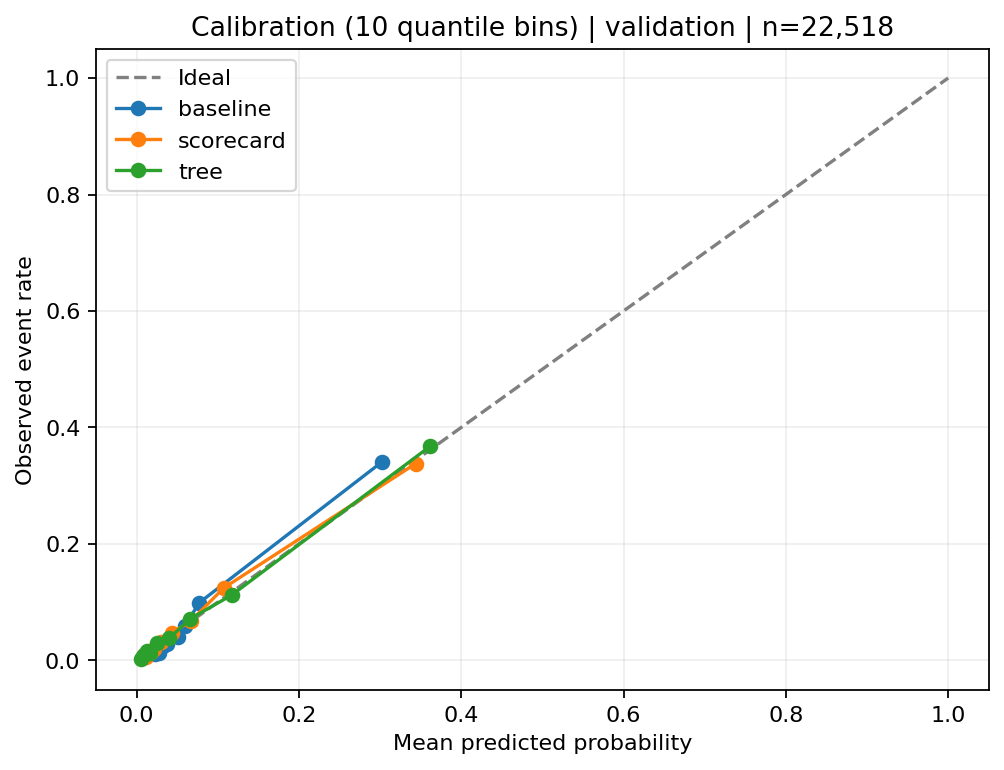 Calibration (10 quantile bins) | validation | n=22,518
Ideal
baseline
scorecard
tree
Observed event rate
1.0
0.8
0.6
0.4
0.2
0.0
0.0 0.2 0.4 0.6 0.8 1.0
Mean predicted probability